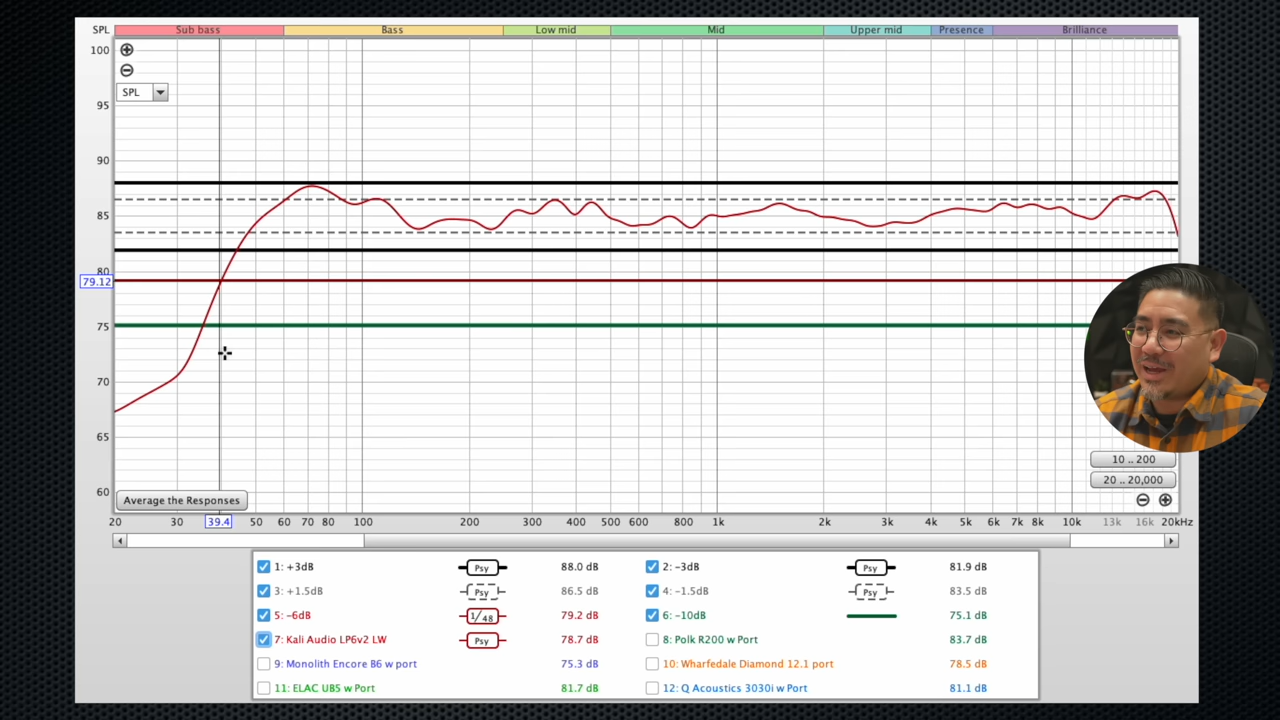 SPL Sub bass Bass Low mid Mid Upper mid Presence Brilliance
100
SPL
95
90
85
80
79.12
75
70
65
10 .. 200
20 .. 20,000
60
Average the Responses
20 30 39.4 50 60 70 80 100 200 300 400 500 600 800 1k 2k 3k 4k 5k 6k 7k 8k 10k 13k 16k 20kHz
1: +3dB Psy 88.0 dB 2: -3dB Psy 81.9 dB
3: +1.5dB Psy 86.5 dB 4: -1.5dB Psy 83.5 dB
5: -6dB 1/48 79.2 dB 6: -10dB 75.1 dB
7: Kali Audio LP6v2 LW Psy 78.7 dB 8: Polk R200 w Port 83.7 dB
9: Monolith Encore B6 w port 75.3 dB 10: Wharfedale Diamond 12.1 port 78.5 dB
11: ELAC UB5 w Port 81.7 dB 12: Q Acoustics 3030i w Port 81.1 dB